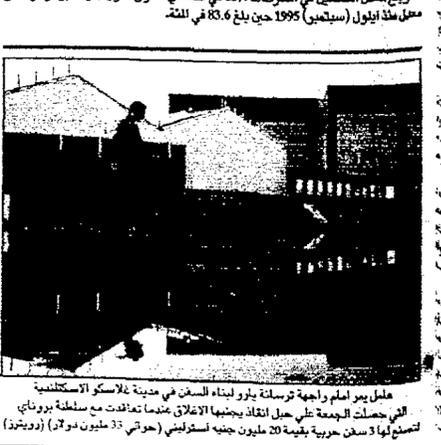 معدل منذ ايلول (سبتمبر) 1995 حين بلغ 83.6 في المئة.
عامل يمر امام واجهة ترسانة يارو لبناء السفن في مدينة غلاسكو الاسكتلندية
التي حصلت الجمعة على حبل انقاذ يجنبها الاغلاق عندما تعاقدت مع سلطنة بروناي
لتصنع لها 3 سفن حربية بقيمة 20 مليون جنيه استرليني (حوالي 33 مليون دولار) (رويترز)